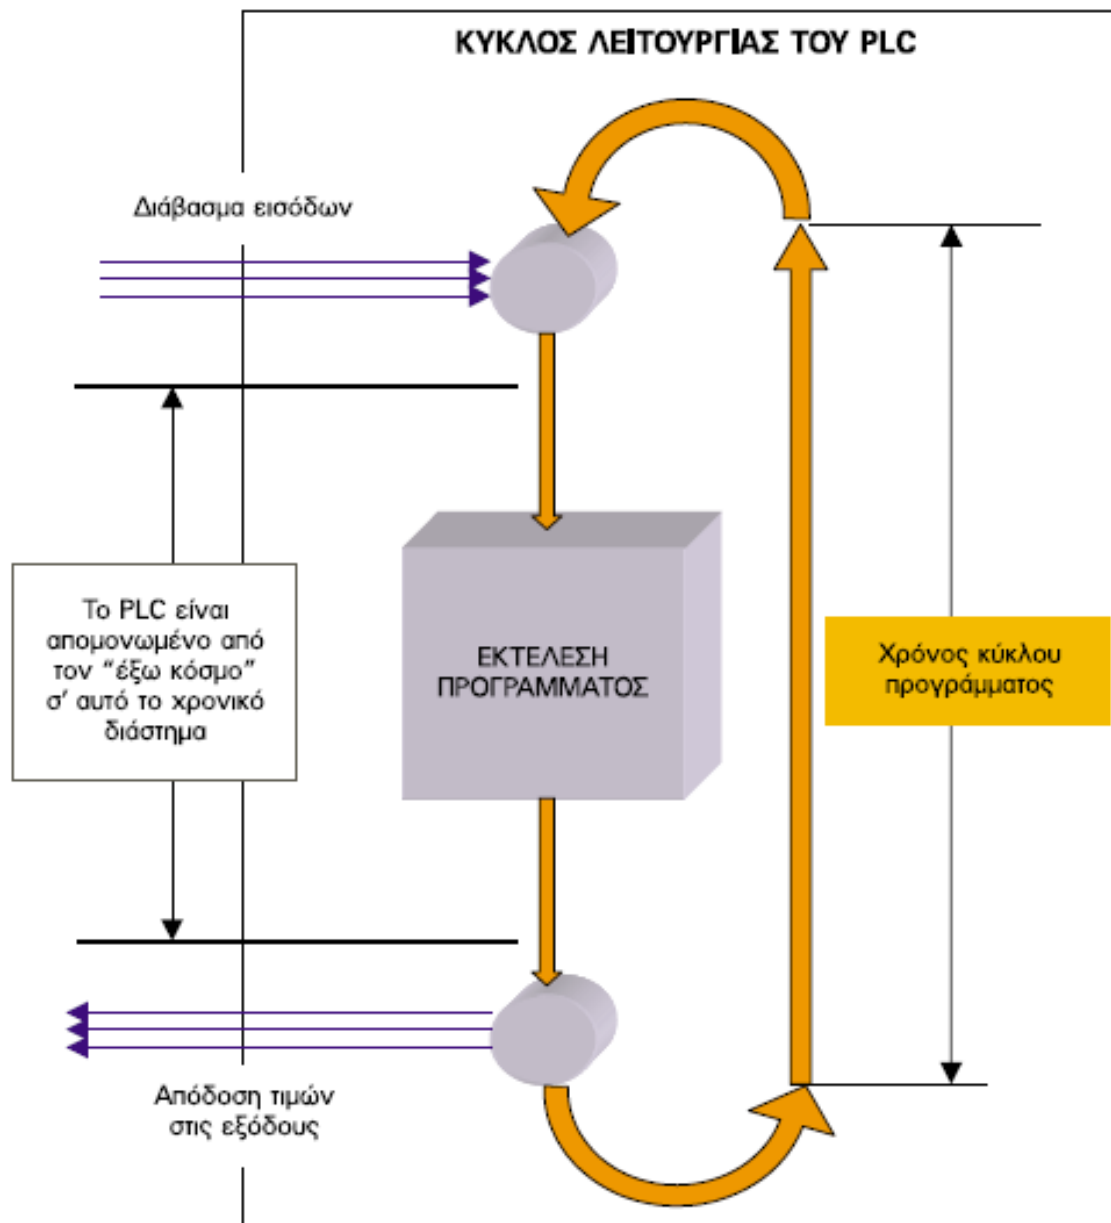 ΚΥΚΛΟΣ ΛΕΙΤΟΥΡΓΙΑΣ ΤΟΥ PLC
Διάβασμα εισόδων
Το PLC είναι
απομονωμένο από
τον “έξω κόσμο”
σ’ αυτό το χρονικό
διάστημα
ΕΚΤΕΛΕΣΗ
ΠΡΟΓΡΑΜΜΑΤΟΣ
Χρόνος κύκλου
προγράμματος
Απόδοση τιμών
στις εξόδους